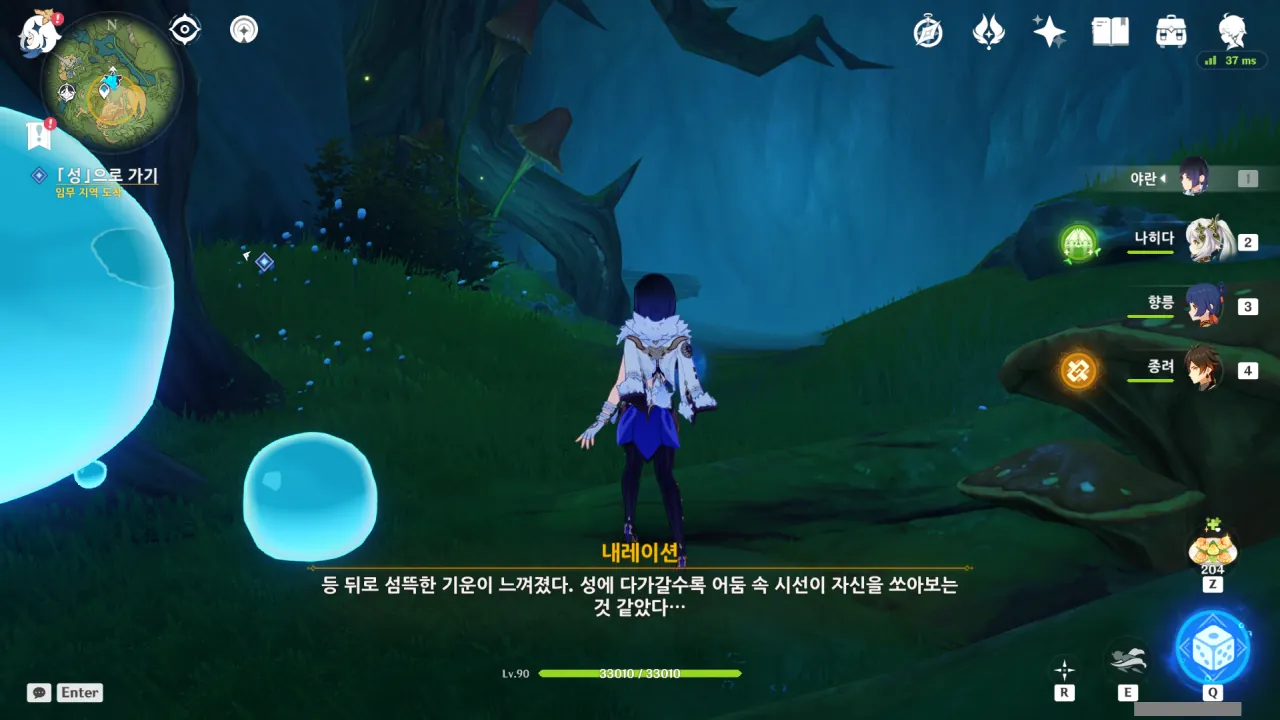 N
37 ms
「성」으로 가기
임무 지역 도착
야란
1
나히다
2
향릉
3
종려
4
내레이션
등 뒤로 섬뜩한 기운이 느껴졌다. 성에 다가갈수록 어둠 속 시선이 자신을 쏘아보는
것 같았다…
204
Z
Lv.90
33010 / 33010
Enter
R
E
Q